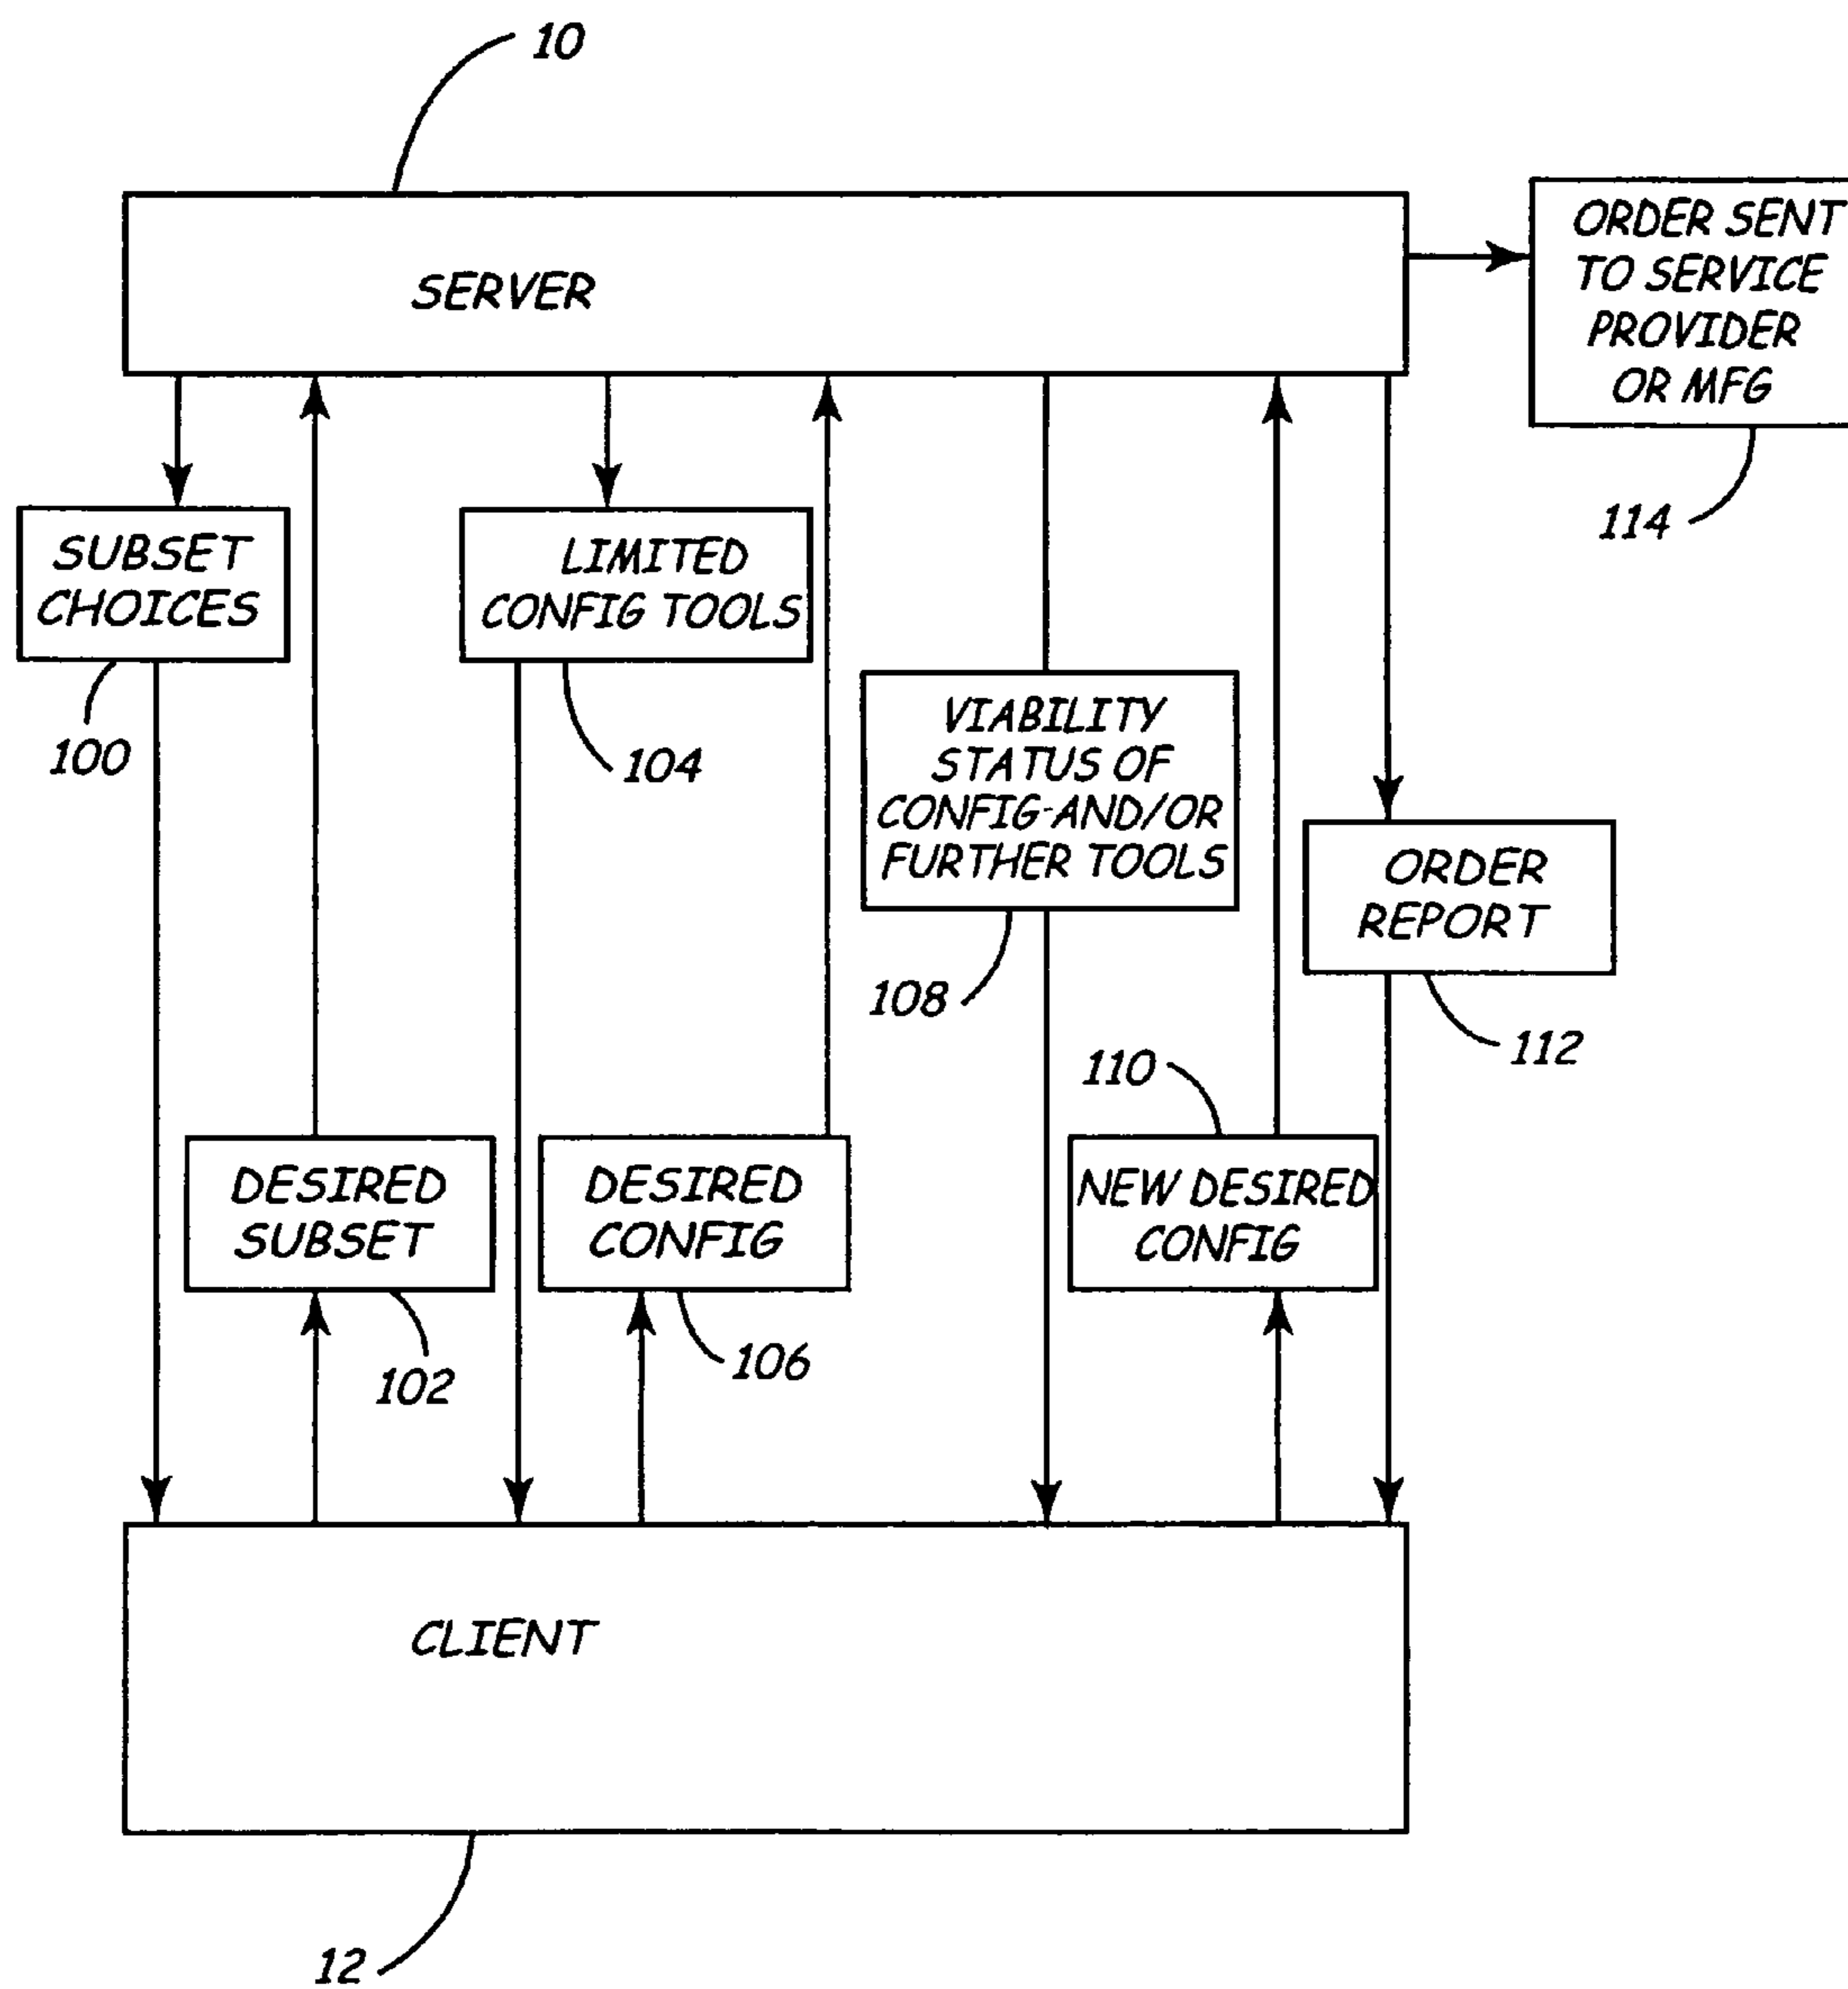 10
SERVER
ORDER SENT
TO SERVICE
PROVIDER
OR MFG
114
SUBSET
CHOICES
100
LIMITED
CONFIG TOOLS
104
VIABILITY
STATUS OF
CONFIG-AND/OR
FURTHER TOOLS
108
ORDER
REPORT
112
110
DESIRED
SUBSET
102
DESIRED
CONFIG
106
NEW DESIRED
CONFIG
CLIENT
12